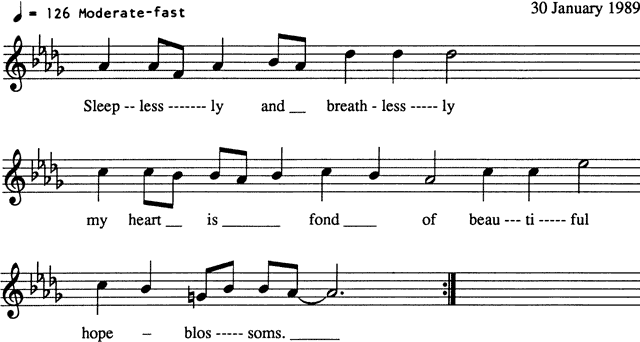 ♩ = 126 Moderate-fast 30 January 1989
Sleep -- less ------- ly and __ breath - less ----- ly
my heart __ is _______ fond ____ of beau --- ti ----- ful
hope – blos ----- soms. ______